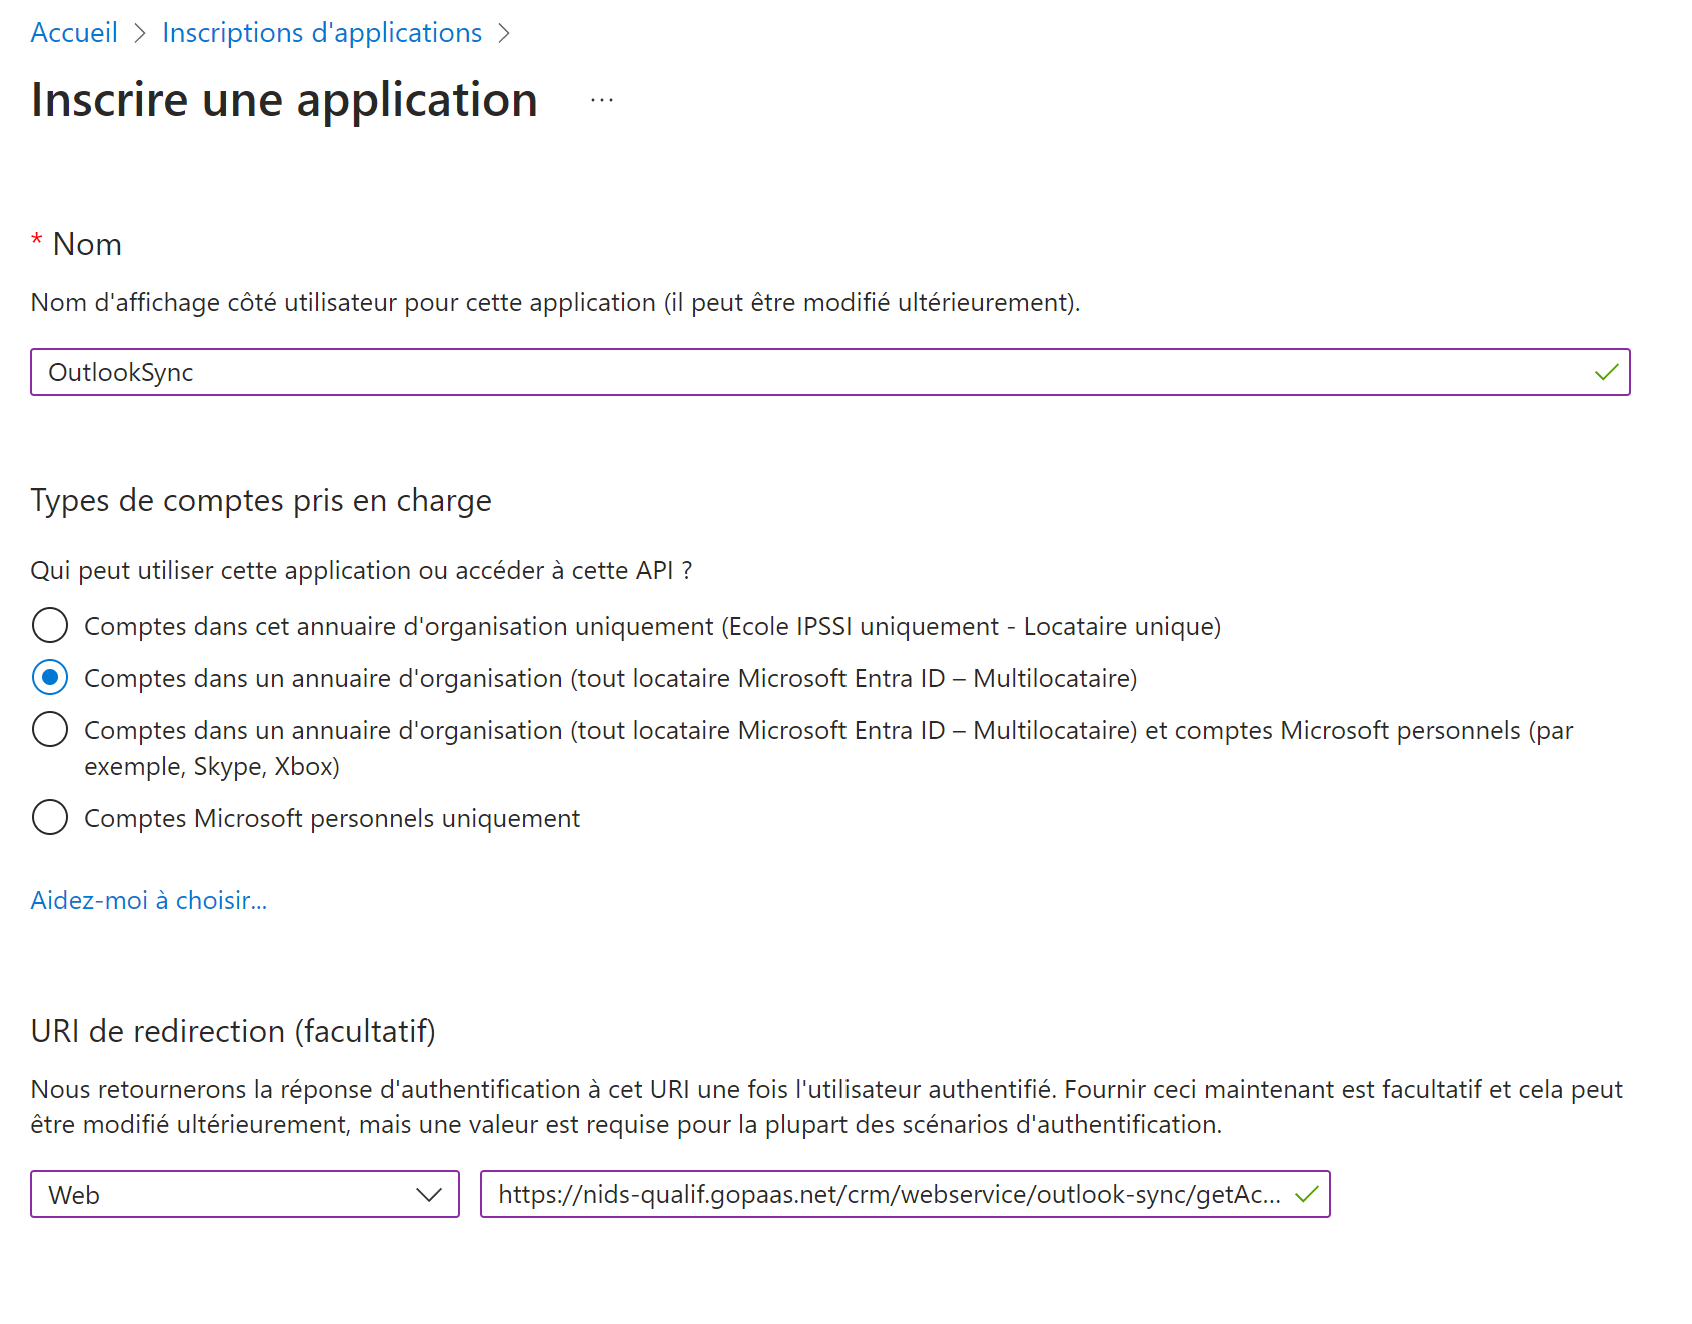 Accueil > Inscriptions d'applications >
Inscrire une application ...
* Nom
Nom d'affichage côté utilisateur pour cette application (il peut être modifié ultérieurement).
OutlookSync
Types de comptes pris en charge
Qui peut utiliser cette application ou accéder à cette API ?
Comptes dans cet annuaire d'organisation uniquement (Ecole IPSSI uniquement - Locataire unique)
Comptes dans un annuaire d'organisation (tout locataire Microsoft Entra ID – Multilocataire)
Comptes dans un annuaire d'organisation (tout locataire Microsoft Entra ID – Multilocataire) et comptes Microsoft personnels (par
exemple, Skype, Xbox)
Comptes Microsoft personnels uniquement
Aidez-moi à choisir...
URI de redirection (facultatif)
Nous retournerons la réponse d'authentification à cet URI une fois l'utilisateur authentifié. Fournir ceci maintenant est facultatif et cela peut
être modifié ultérieurement, mais une valeur est requise pour la plupart des scénarios d'authentification.
Web https://nids-qualif.gopaas.net/crm/webservice/outlook-sync/getAc...